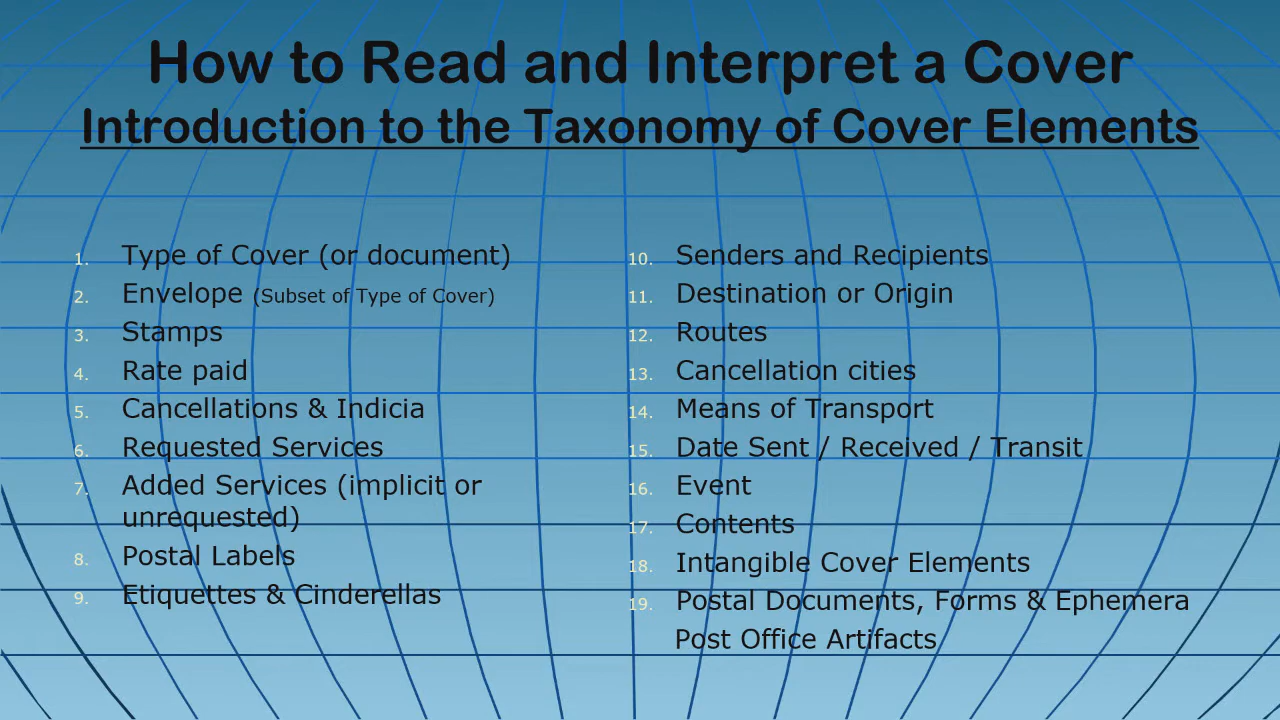 How to Read and Interpret a Cover
Introduction to the Taxonomy of Cover Elements
1. Type of Cover (or document)
2. Envelope (Subset of Type of Cover)
3. Stamps
4. Rate paid
5. Cancellations & Indicia
6. Requested Services
7. Added Services (implicit or
unrequested)
8. Postal Labels
9. Etiquettes & Cinderellas
10. Senders and Recipients
11. Destination or Origin
12. Routes
13. Cancellation cities
14. Means of Transport
15. Date Sent / Received / Transit
16. Event
17. Contents
18. Intangible Cover Elements
19. Postal Documents, Forms & Ephemera
Post Office Artifacts